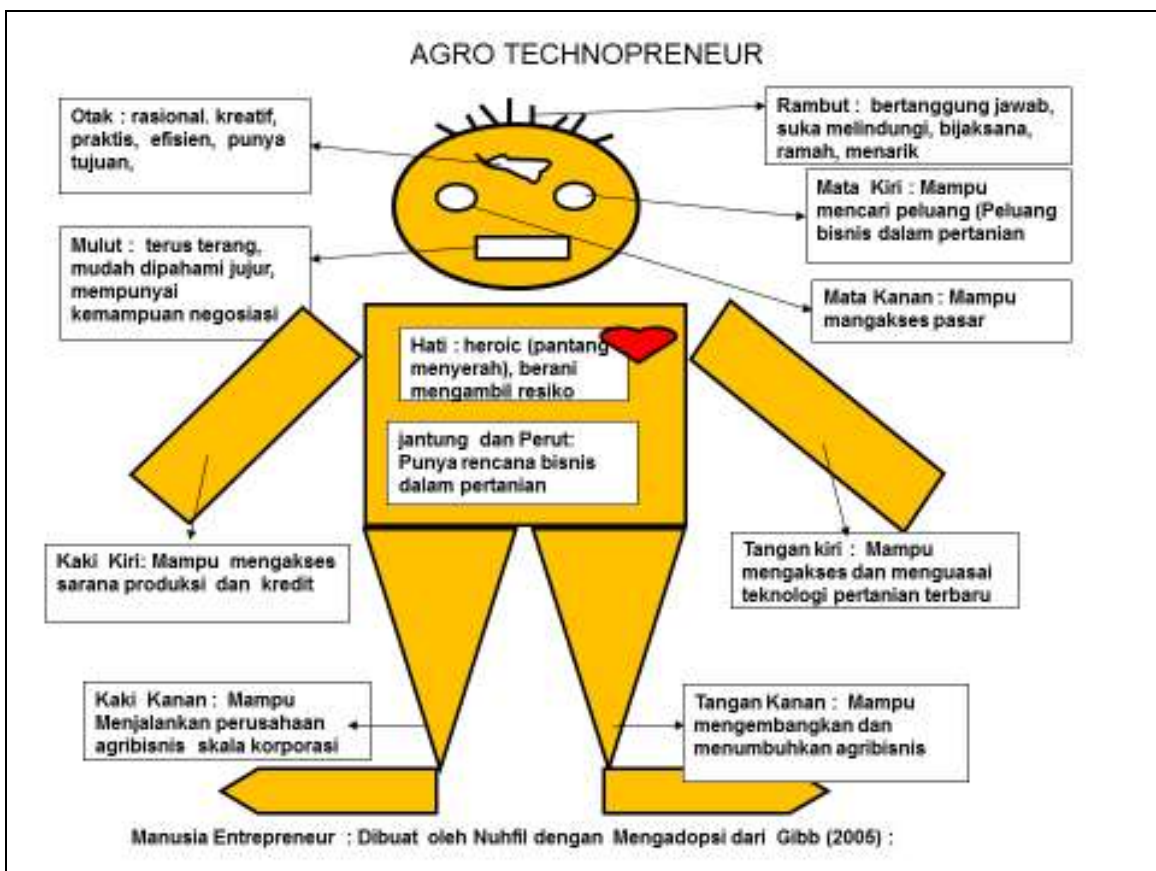 AGRO TECHNOPRENEUR
Otak : rasional. kreatif,
praktis, efisien, punya
tujuan,
Rambut : bertanggung jawab,
suka melindungi, bijaksana,
ramah, menarik
Mata Kiri : Mampu
mencari peluang (Peluang
bisnis dalam pertanian
Mulut : terus terang,
mudah dipahami jujur,
mempunyai
kemampuan negosiasi
Mata Kanan : Mampu
mangakses pasar
Hati : heroic (pantang
menyerah), berani
mengambil resiko
jantung dan Perut:
Punya rencana bisnis
dalam pertanian
Kaki Kiri: Mampu mengakses
sarana produksi dan kredit
Tangan kiri : Mampu
mengakses dan menguasai
teknologi pertanian terbaru
Kaki Kanan : Mampu
Menjalankan perusahaan
agribisnis skala korporasi
Tangan Kanan : Mampu
mengembangkan dan
menumbuhkan agribisnis
Manusia Entrepreneur : Dibuat oleh Nuhfil dengan Mengadopsi dari Gibb (2005) :